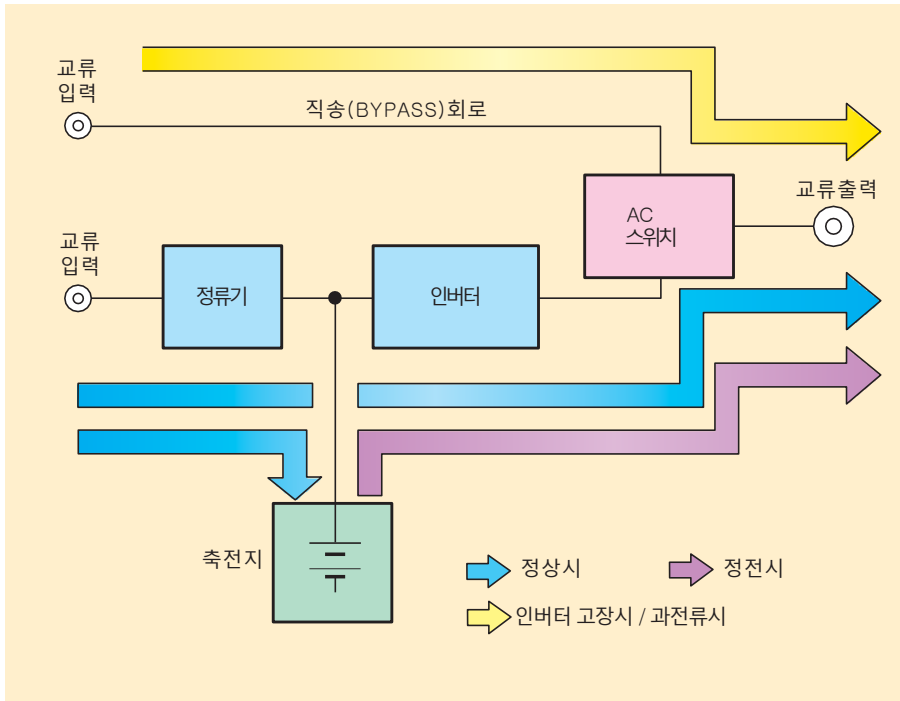 교류
입력
직송(BYPASS)회로
AC
스위치
교류출력
교류
입력
정류기
인버터
축전지
정상시
정전시
인버터 고장시 / 과전류시